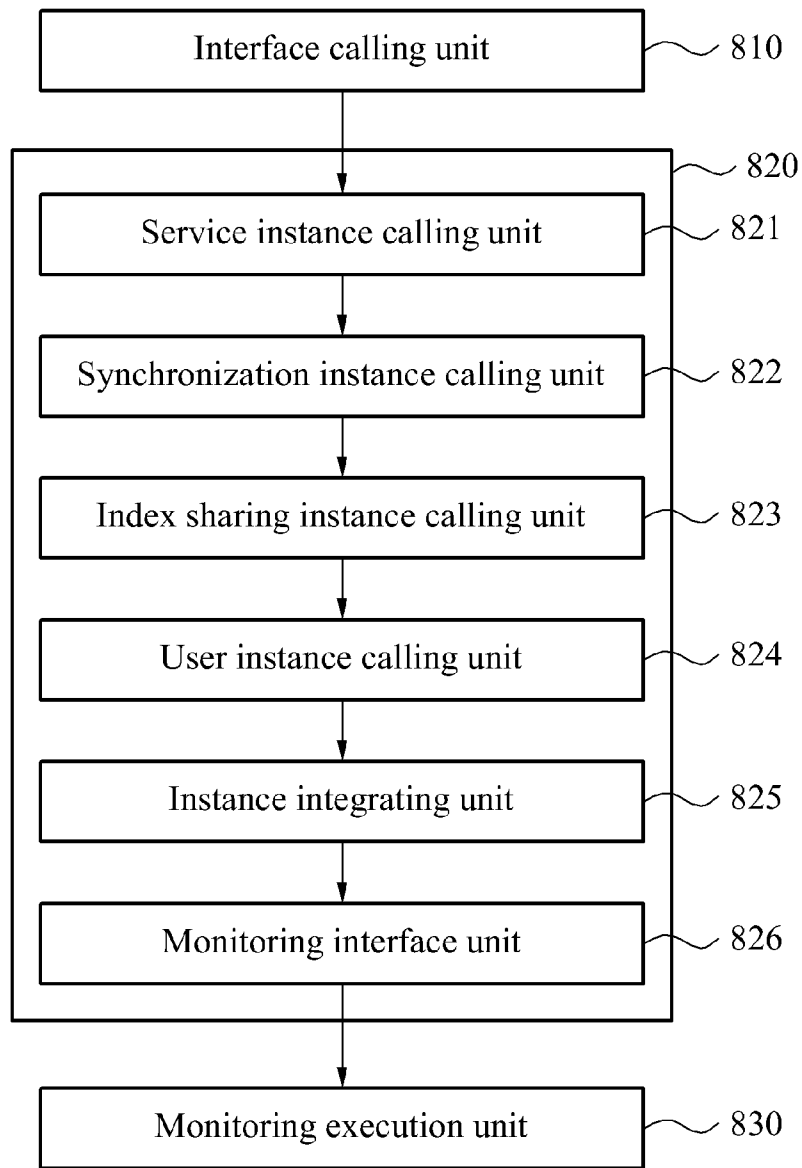 Interface calling unit 810
820
Service instance calling unit 821
Synchronization instance calling unit 822
Index sharing instance calling unit 823
User instance calling unit 824
Instance integrating unit 825
Monitoring interface unit 826
Monitoring execution unit 830